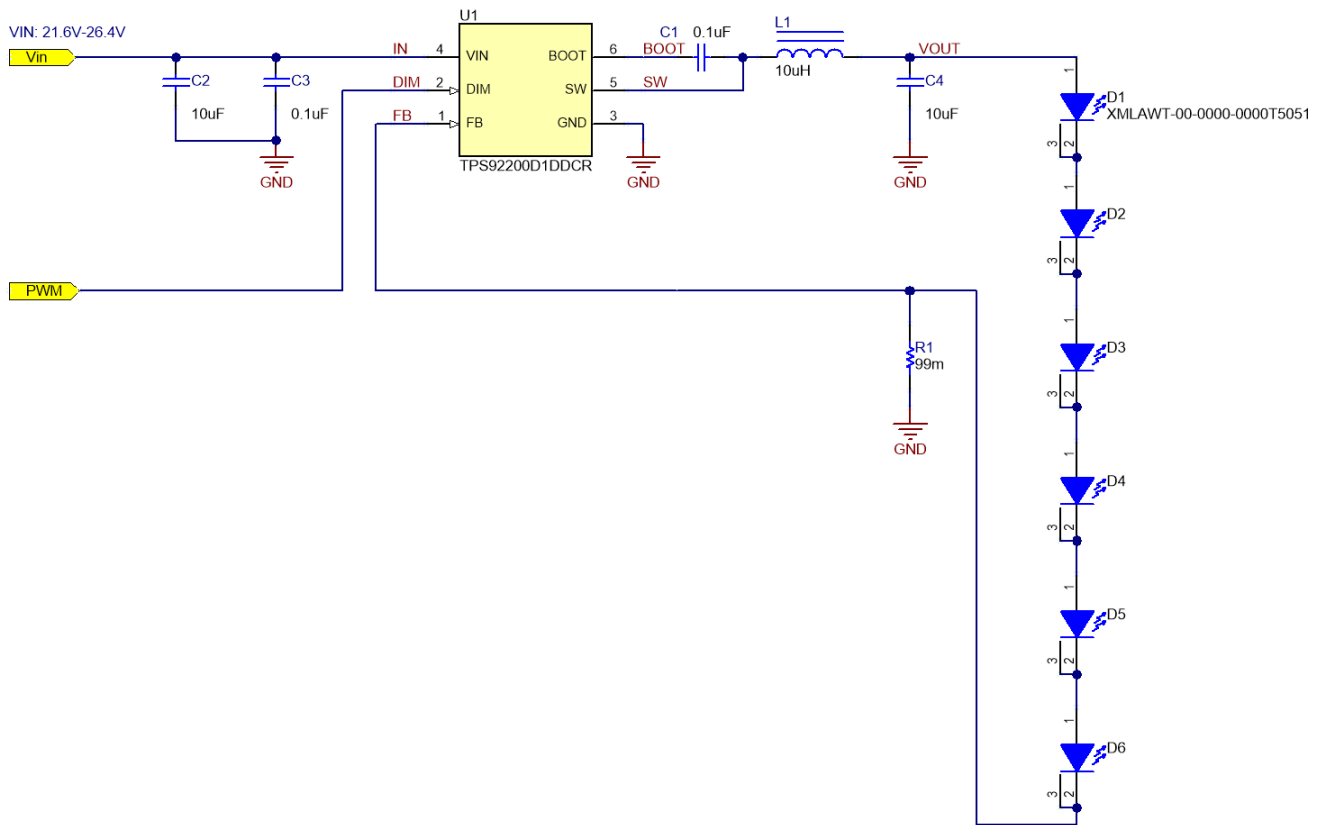 VIN: 21.6V-26.4V
Vin
PWM
U1
IN 4 VIN
DIM 2 DIM
FB 1 FB
BOOT 6 BOOT
SW 5 SW
GND 3
TPS92200D1DDCR
C2
10uF
C3
0.1uF
GND
GND
C1 0.1uF
L1
10uH
VOUT
C4
10uF
GND
R1
99m
GND
1
D1
XMLAWT-00-0000-0000T5051
3 2
1
D2
3 2
1
D3
3 2
1
D4
3 2
1
D5
3 2
1
D6
3 2